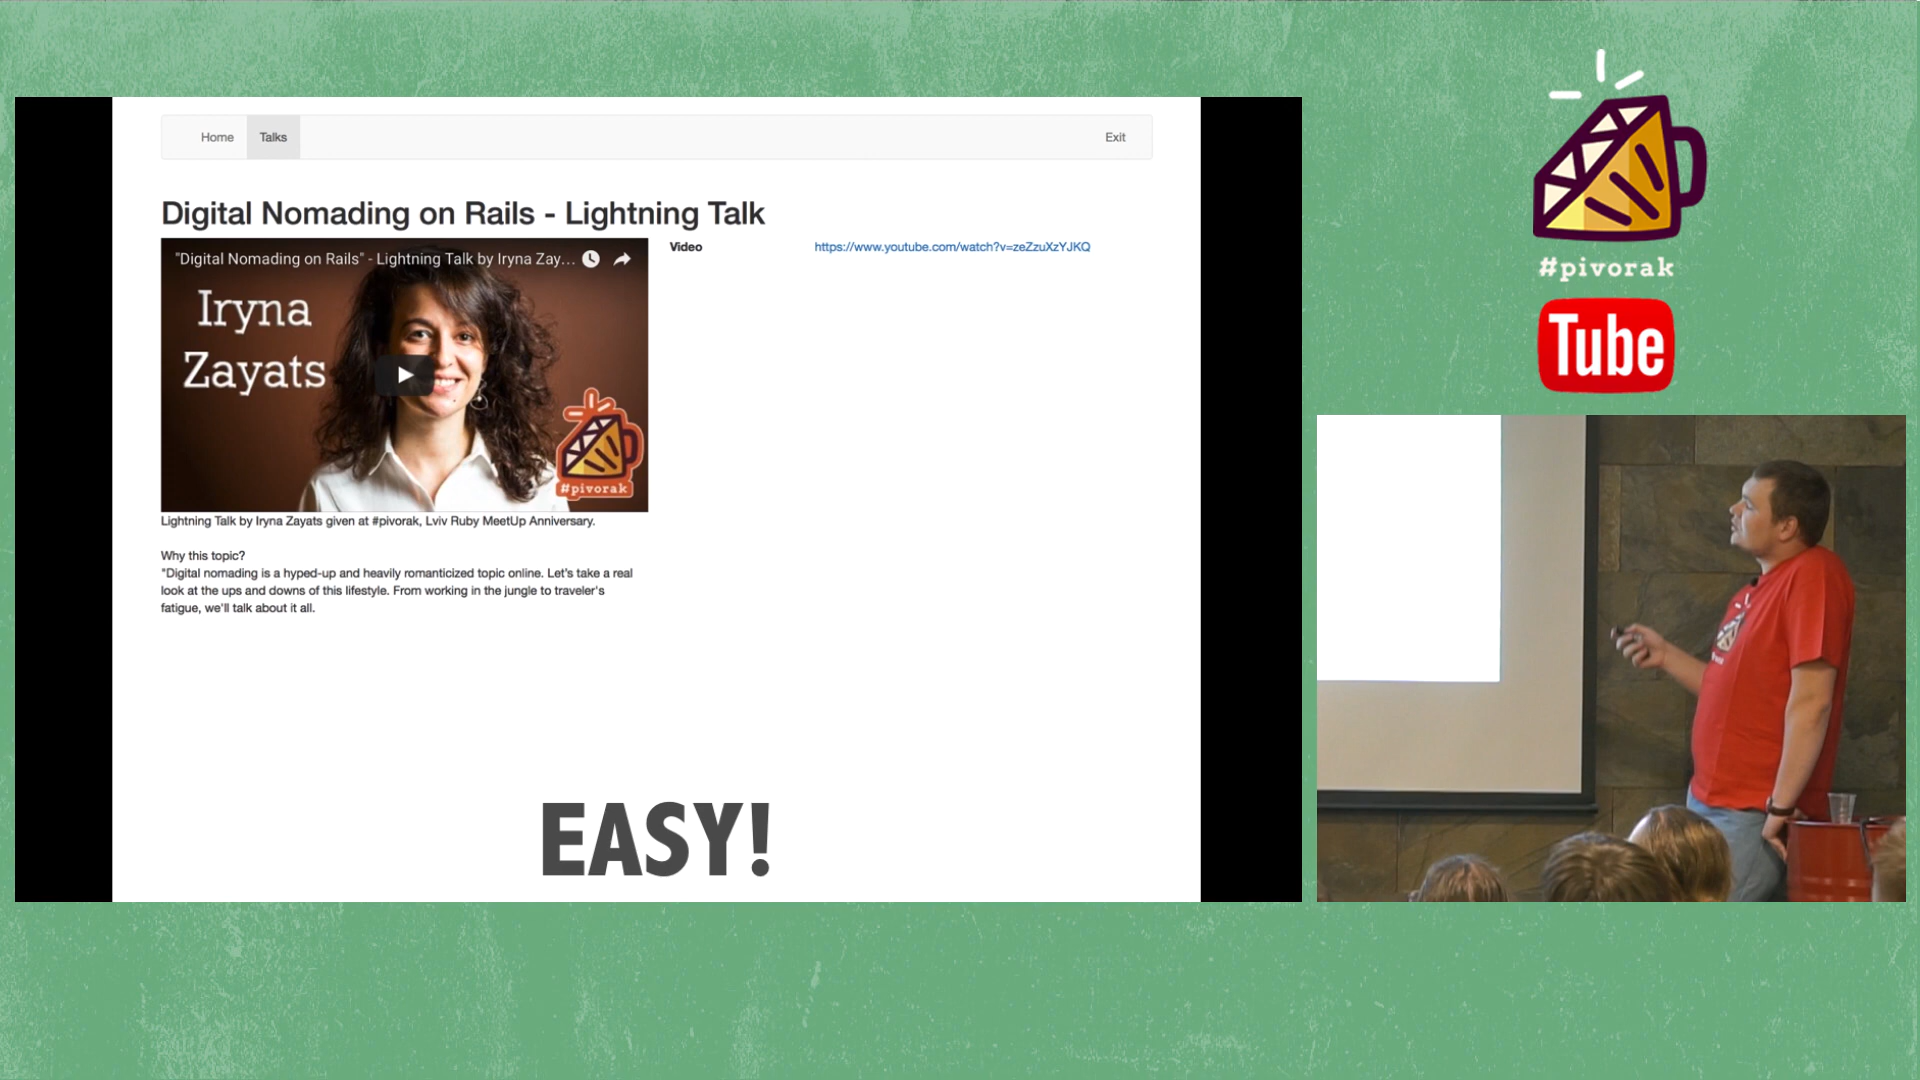 Home
Talks
Exit
Digital Nomading on Rails - Lightning Talk
"Digital Nomading on Rails" - Lightning Talk by Iryna Zay...
Iryna
Zayats
#pivorak
Video
https://www.youtube.com/watch?v=zeZzuXzYJKQ
Lightning Talk by Iryna Zayats given at #pivorak, Lviv Ruby MeetUp Anniversary.
Why this topic?
"Digital nomading is a hyped-up and heavily romanticized topic online. Let's take a real
look at the ups and downs of this lifestyle. From working in the jungle to traveler's
fatigue, we'll talk about it all.
EASY!
#pivorak
Tube